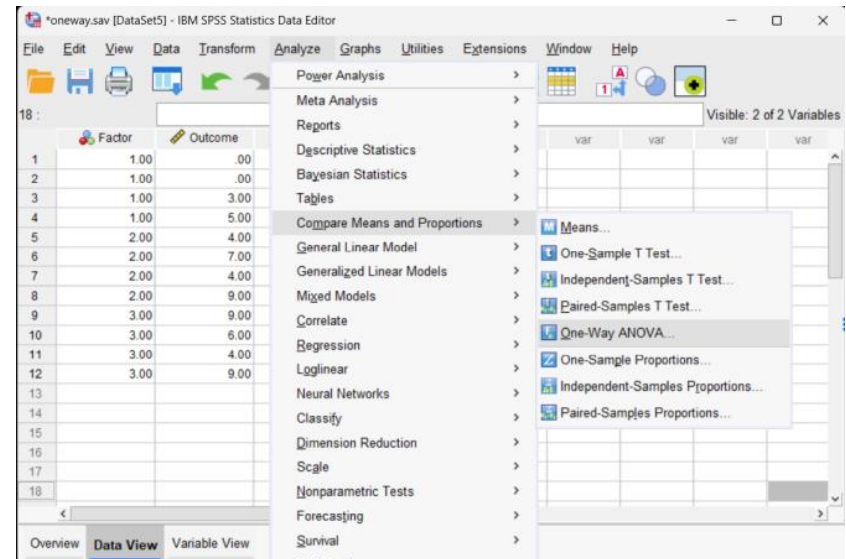 *oneway.sav [DataSet5] - IBM SPSS Statistics Data Editor
File Edit View Data Transform Analyze Graphs Utilities Extensions Window Help
18 :
Visible: 2 of 2 Variables
Factor Outcome var var var var
1 1.00 .00
2 1.00 .00
3 1.00 3.00
4 1.00 5.00
5 2.00 4.00
6 2.00 7.00
7 2.00 4.00
8 2.00 9.00
9 3.00 9.00
10 3.00 6.00
11 3.00 4.00
12 3.00 9.00
13
14
15
16
17
18
Power Analysis
Meta Analysis
Reports
Descriptive Statistics
Bayesian Statistics
Tables
Compare Means and Proportions
General Linear Model
Generalized Linear Models
Mixed Models
Correlate
Regression
Loglinear
Neural Networks
Classify
Dimension Reduction
Scale
Nonparametric Tests
Forecasting
Survival
Means...
One-Sample T Test...
Independent-Samples T Test...
Paired-Samples T Test...
One-Way ANOVA...
One-Sample Proportions...
Independent-Samples Proportions...
Paired-Samples Proportions...
Overview Data View Variable View